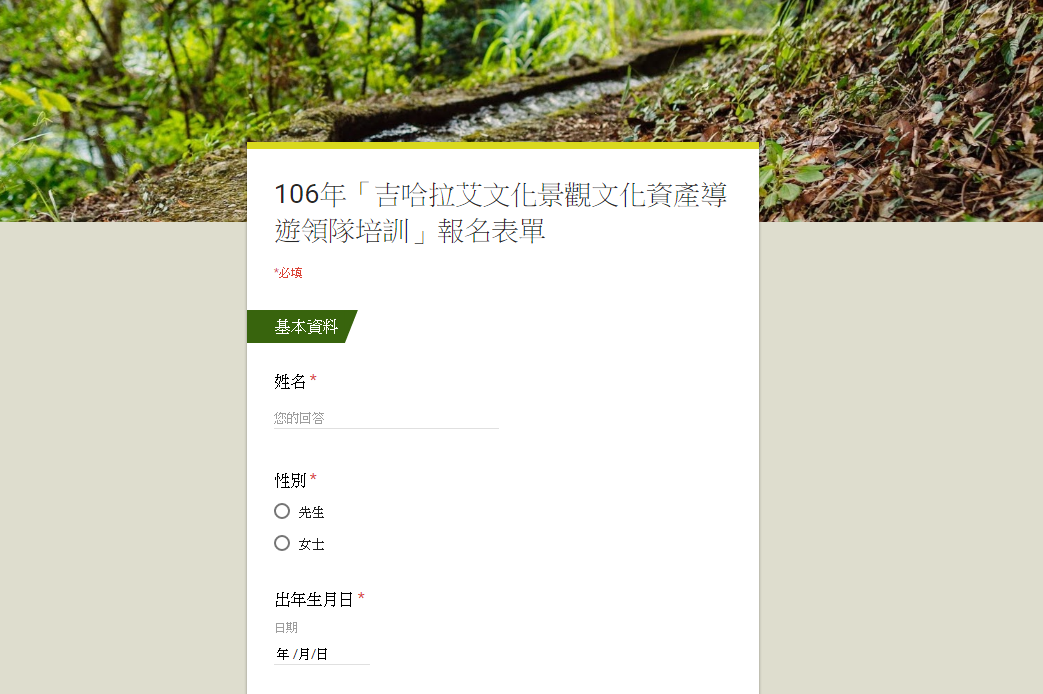 106年「吉哈拉艾文化景觀文化資產導
遊領隊培訓」報名表單
*必填
基本資料
姓名 *
您的回答
性別 *
先生
女士
出年生月日 *
日期
年 /月/日